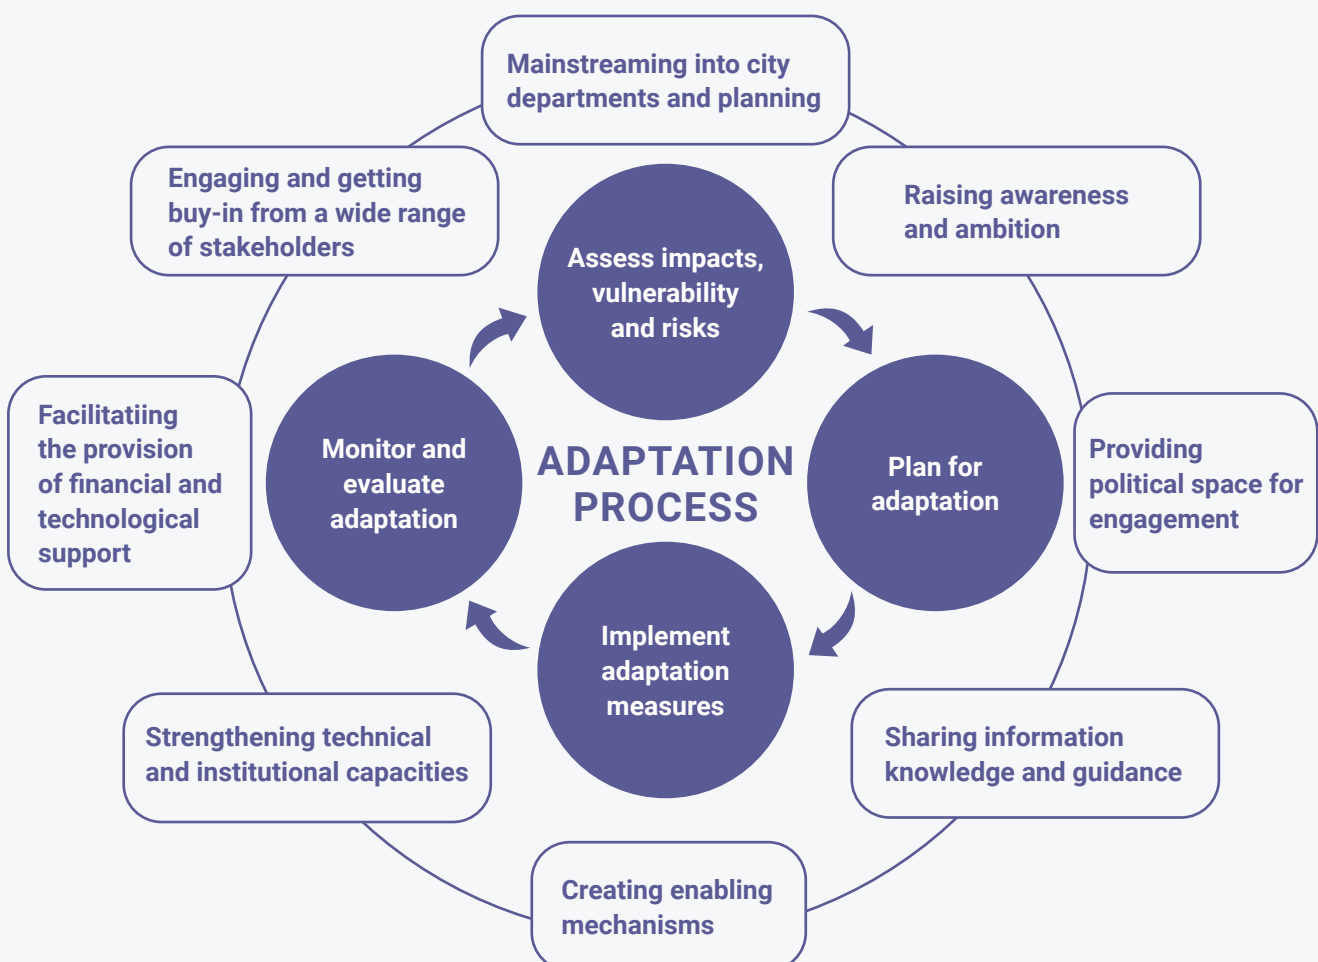 Mainstreaming into city
departments and planning
Engaging and getting
buy-in from a wide range
of stakeholders
Raising awareness
and ambition
Assess impacts,
vulnerability
and risks
Facilitatiing
the provision
of financial and
technological
support
Monitor and
evaluate
adaptation
ADAPTATION
PROCESS
Plan for
adaptation
Providing
political space for
engagement
Implement
adaptation
measures
Strengthening technical
and institutional capacities
Sharing information
knowledge and guidance
Creating enabling
mechanisms